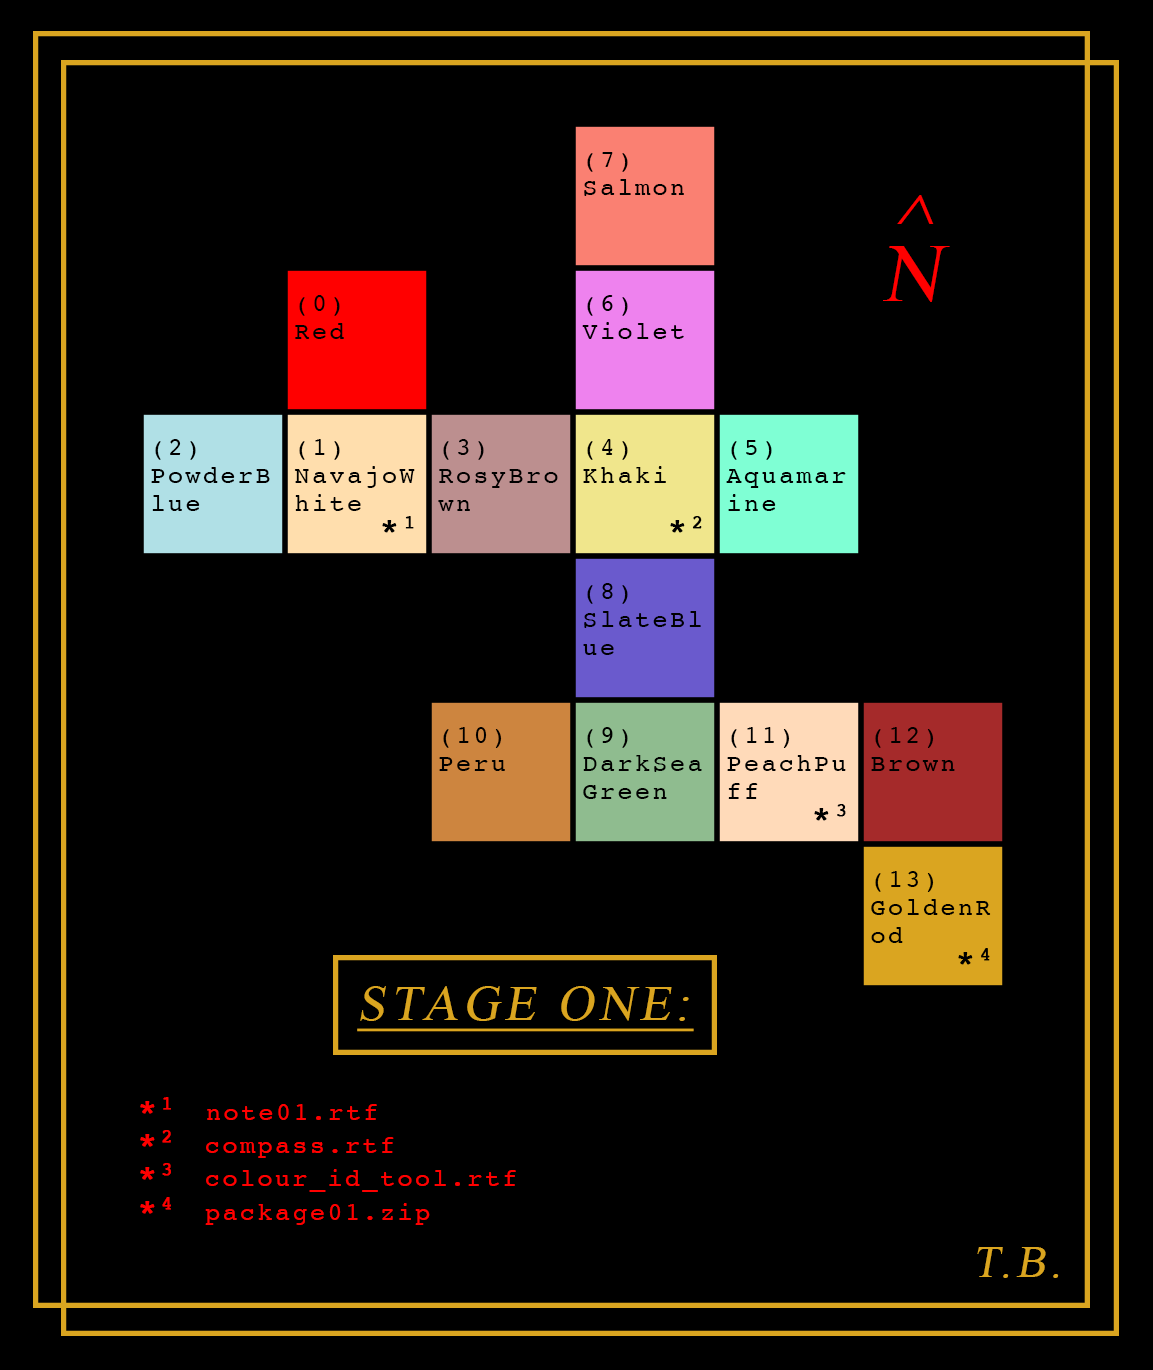 (7)
Salmon
^
N
(0)
Red
(6)
Violet
(2)
PowderB
lue
(1)
NavajoW
hite
*1
(3)
RosyBro
wn
(4)
Khaki
*2
(5)
Aquamar
ine
(8)
SlateBl
ue
(10)
Peru
(9)
DarkSea
Green
(11)
PeachPu
ff
*3
(12)
Brown
(13)
GoldenR
od
*4
STAGE ONE:
*1 note01.rtf
*2 compass.rtf
*3 colour_id_tool.rtf
*4 package01.zip
T.B.